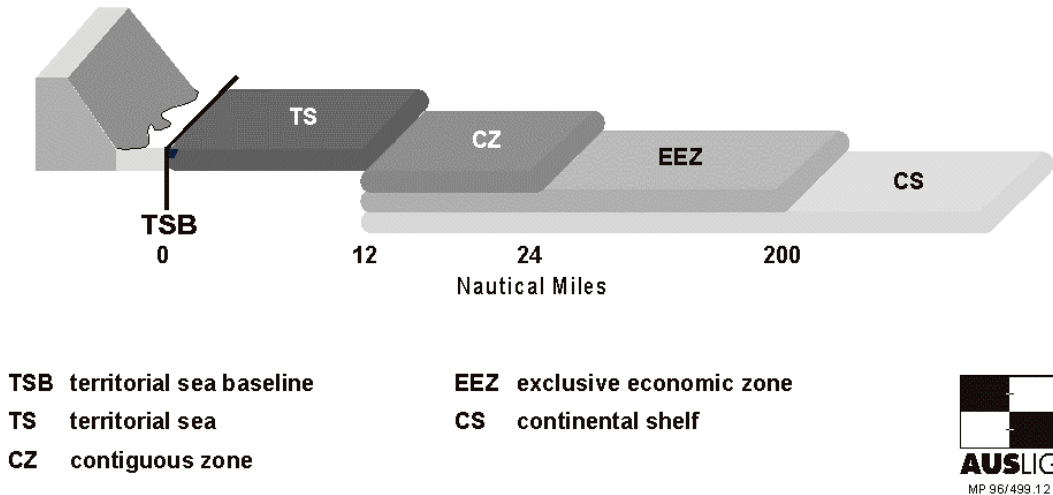 TS
CZ
EEZ
CS
TSB
0 12 24 200
Nautical Miles
TSB territorial sea baseline
TS territorial sea
CZ contiguous zone
EEZ exclusive economic zone
CS continental shelf
AUSLIG
MP 96/499.12